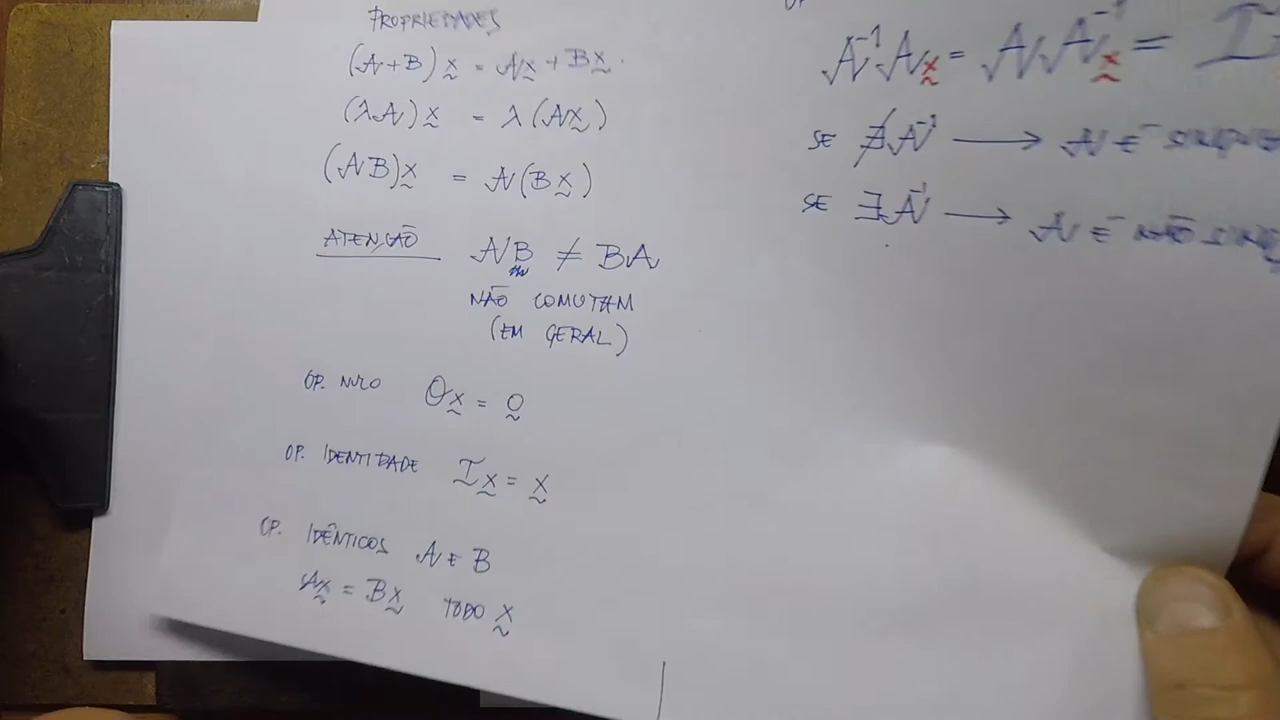 PROPRIEDADES
(A+B)x̰ = Ax̰ + Bx̰.
(λA)x̰ = λ(Ax̰)
(AB)x̰ = A(Bx̰)
ATENÇÃO AB ≠ BA
NÃO COMUTAM
(EM GERAL)
OP. NULO 0x̰ = 0̰
OP. IDENTIDADE Ix̰ = x̰
OP. IDÊNTICOS A E B
Ax̰ = Bx̰ TODO x̰
A⁻¹Ax̰ = AA⁻¹x̰ = I
SE ∄A⁻¹ → A E
SE ∃A⁻¹ → A E NÃO